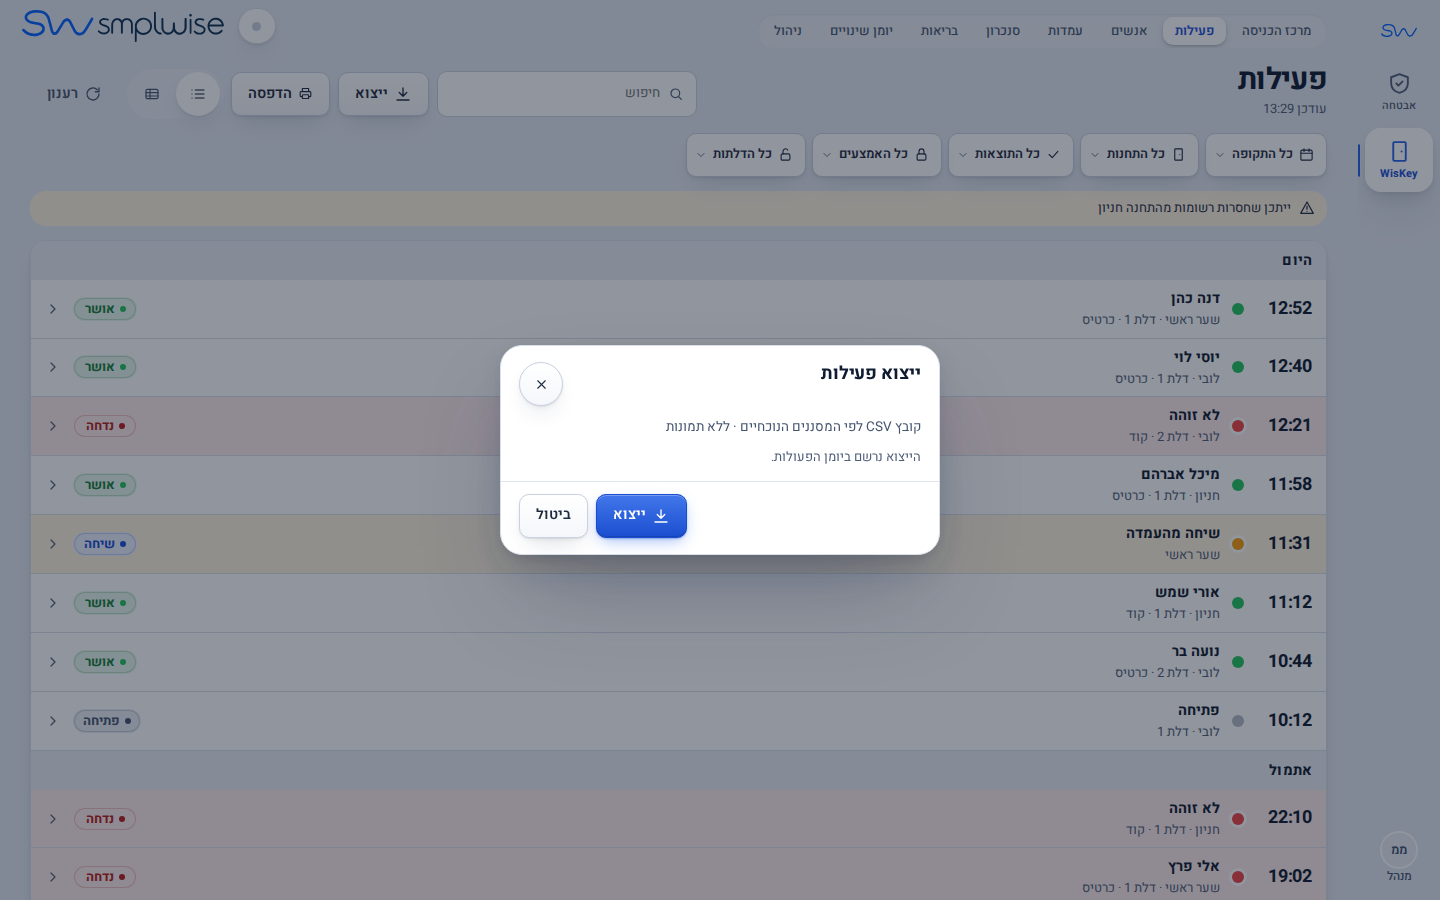 smplwise
מרכז הכניסה
פעילות
אנשים
עמדות
סנכרון
בריאות
יומן שינויים
ניהול
אבטחה
WisKey
פעילות
עודכן 13:29
חיפוש
ייצוא
הדפסה
רענון
כל התקופה
כל התחנות
כל התוצאות
כל האמצעים
כל הדלתות
ייתכן שחסרות רשומות מהתחנה חניון
היום
12:52
דנה כהן
שער ראשי · דלת 1 · כרטיס
אושר
12:40
יוסי לוי
לובי · דלת 1 · כרטיס
אושר
12:21
לא זוהה
לובי · דלת 2 · קוד
נדחה
11:58
מיכל אברהם
חניון · דלת 1 · כרטיס
אושר
11:31
שיחה מהעמדה
שער ראשי
שיחה
11:12
אורי שמש
חניון · דלת 1 · קוד
אושר
10:44
נועה בר
לובי · דלת 2 · כרטיס
אושר
10:12
פתיחה
לובי · דלת 1
פתיחה
אתמול
22:10
לא זוהה
חניון · דלת 1 · קוד
נדחה
19:02
אלי פרץ
שער ראשי · דלת 1 · כרטיס
נדחה
ייצוא פעילות
קובץ CSV לפי המסננים הנוכחיים · ללא תמונות
הייצוא נרשם ביומן הפעולות.
ייצוא
ביטול
ממ
מנהל